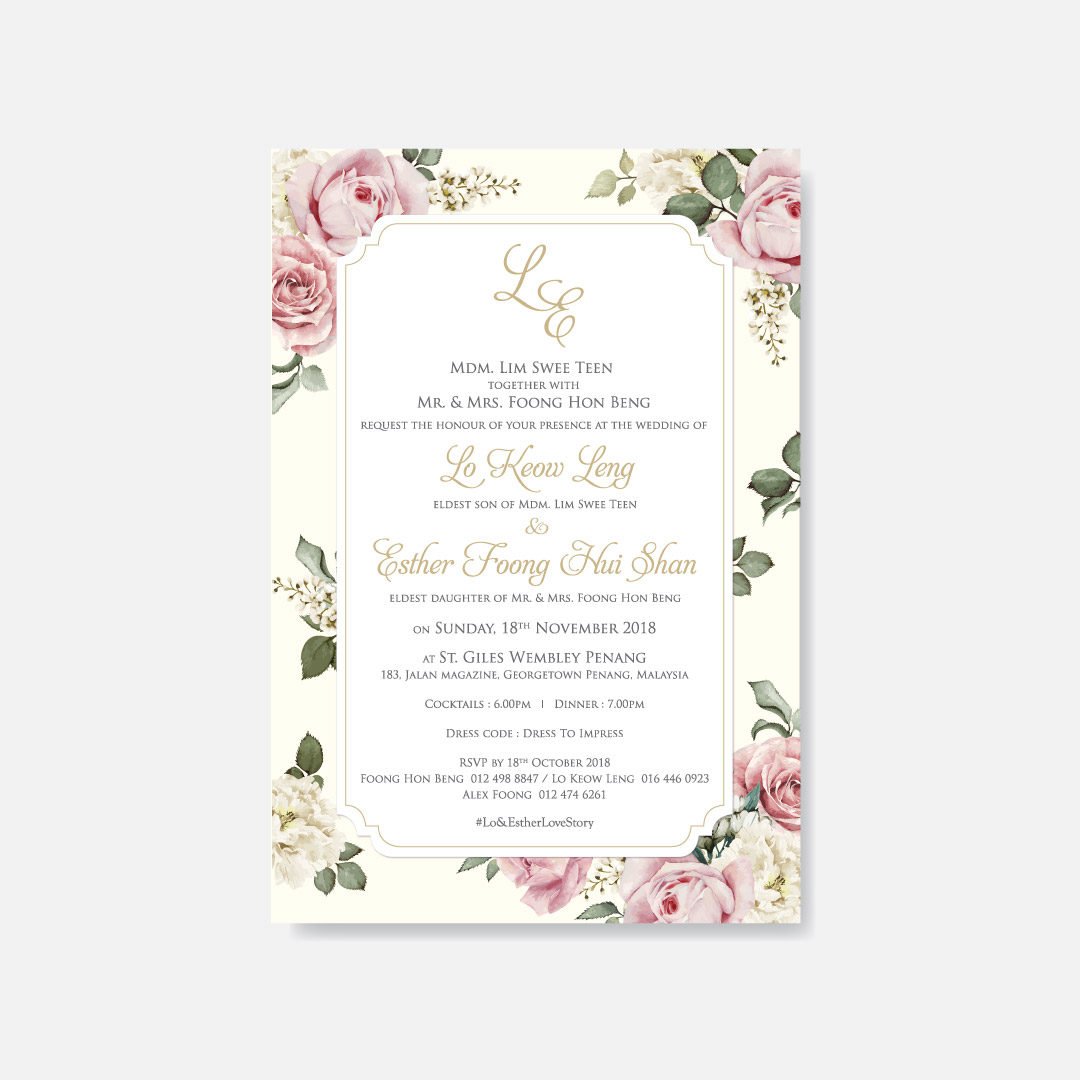 L
E
Mdm. Lim Swee Teen
together with
Mr. & Mrs. Foong Hon Beng
request the honour of your presence at the wedding of
Lo Keow Leng
eldest son of Mdm. Lim Swee Teen
&
Esther Foong Hui Shan
eldest daughter of Mr. & Mrs. Foong Hon Beng
on Sunday, 18th November 2018
at St. Giles Wembley Penang
183, Jalan magazine, Georgetown Penang, Malaysia
Cocktails : 6.00pm | Dinner : 7.00pm
Dress code : Dress To Impress
RSVP by 18th October 2018
Foong Hon Beng 012 498 8847 / Lo Keow Leng 016 446 0923
Alex Foong 012 474 6261
#Lo&EstherLoveStory